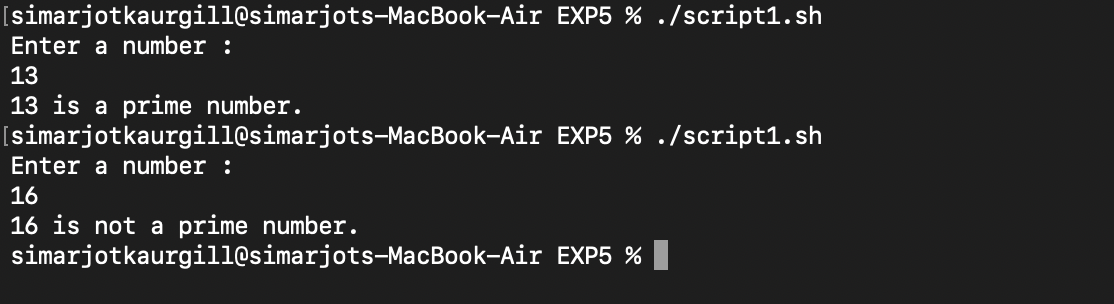 [simarjotkaurgill@simarjots-MacBook-Air EXP5 % ./script1.sh
Enter a number :
13
13 is a prime number.
[simarjotkaurgill@simarjots-MacBook-Air EXP5 % ./script1.sh
Enter a number :
16
16 is not a prime number.
simarjotkaurgill@simarjots-MacBook-Air EXP5 %